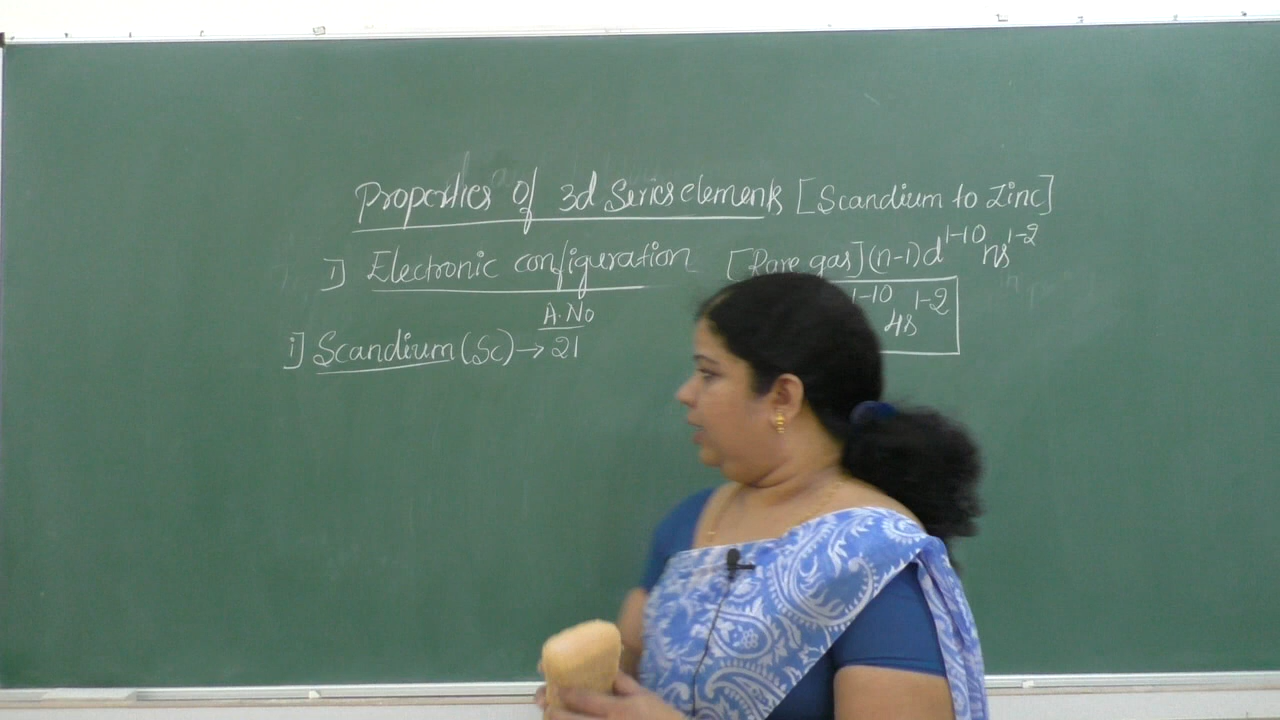 Properties of 3d Series elements [Scandium to Zinc]
1] Electronic configuration [Rare gas] (n-1)d¹⁻¹⁰ ns¹⁻²
1-10 4s¹⁻²
A.No
i] Scandium (Sc) → 21